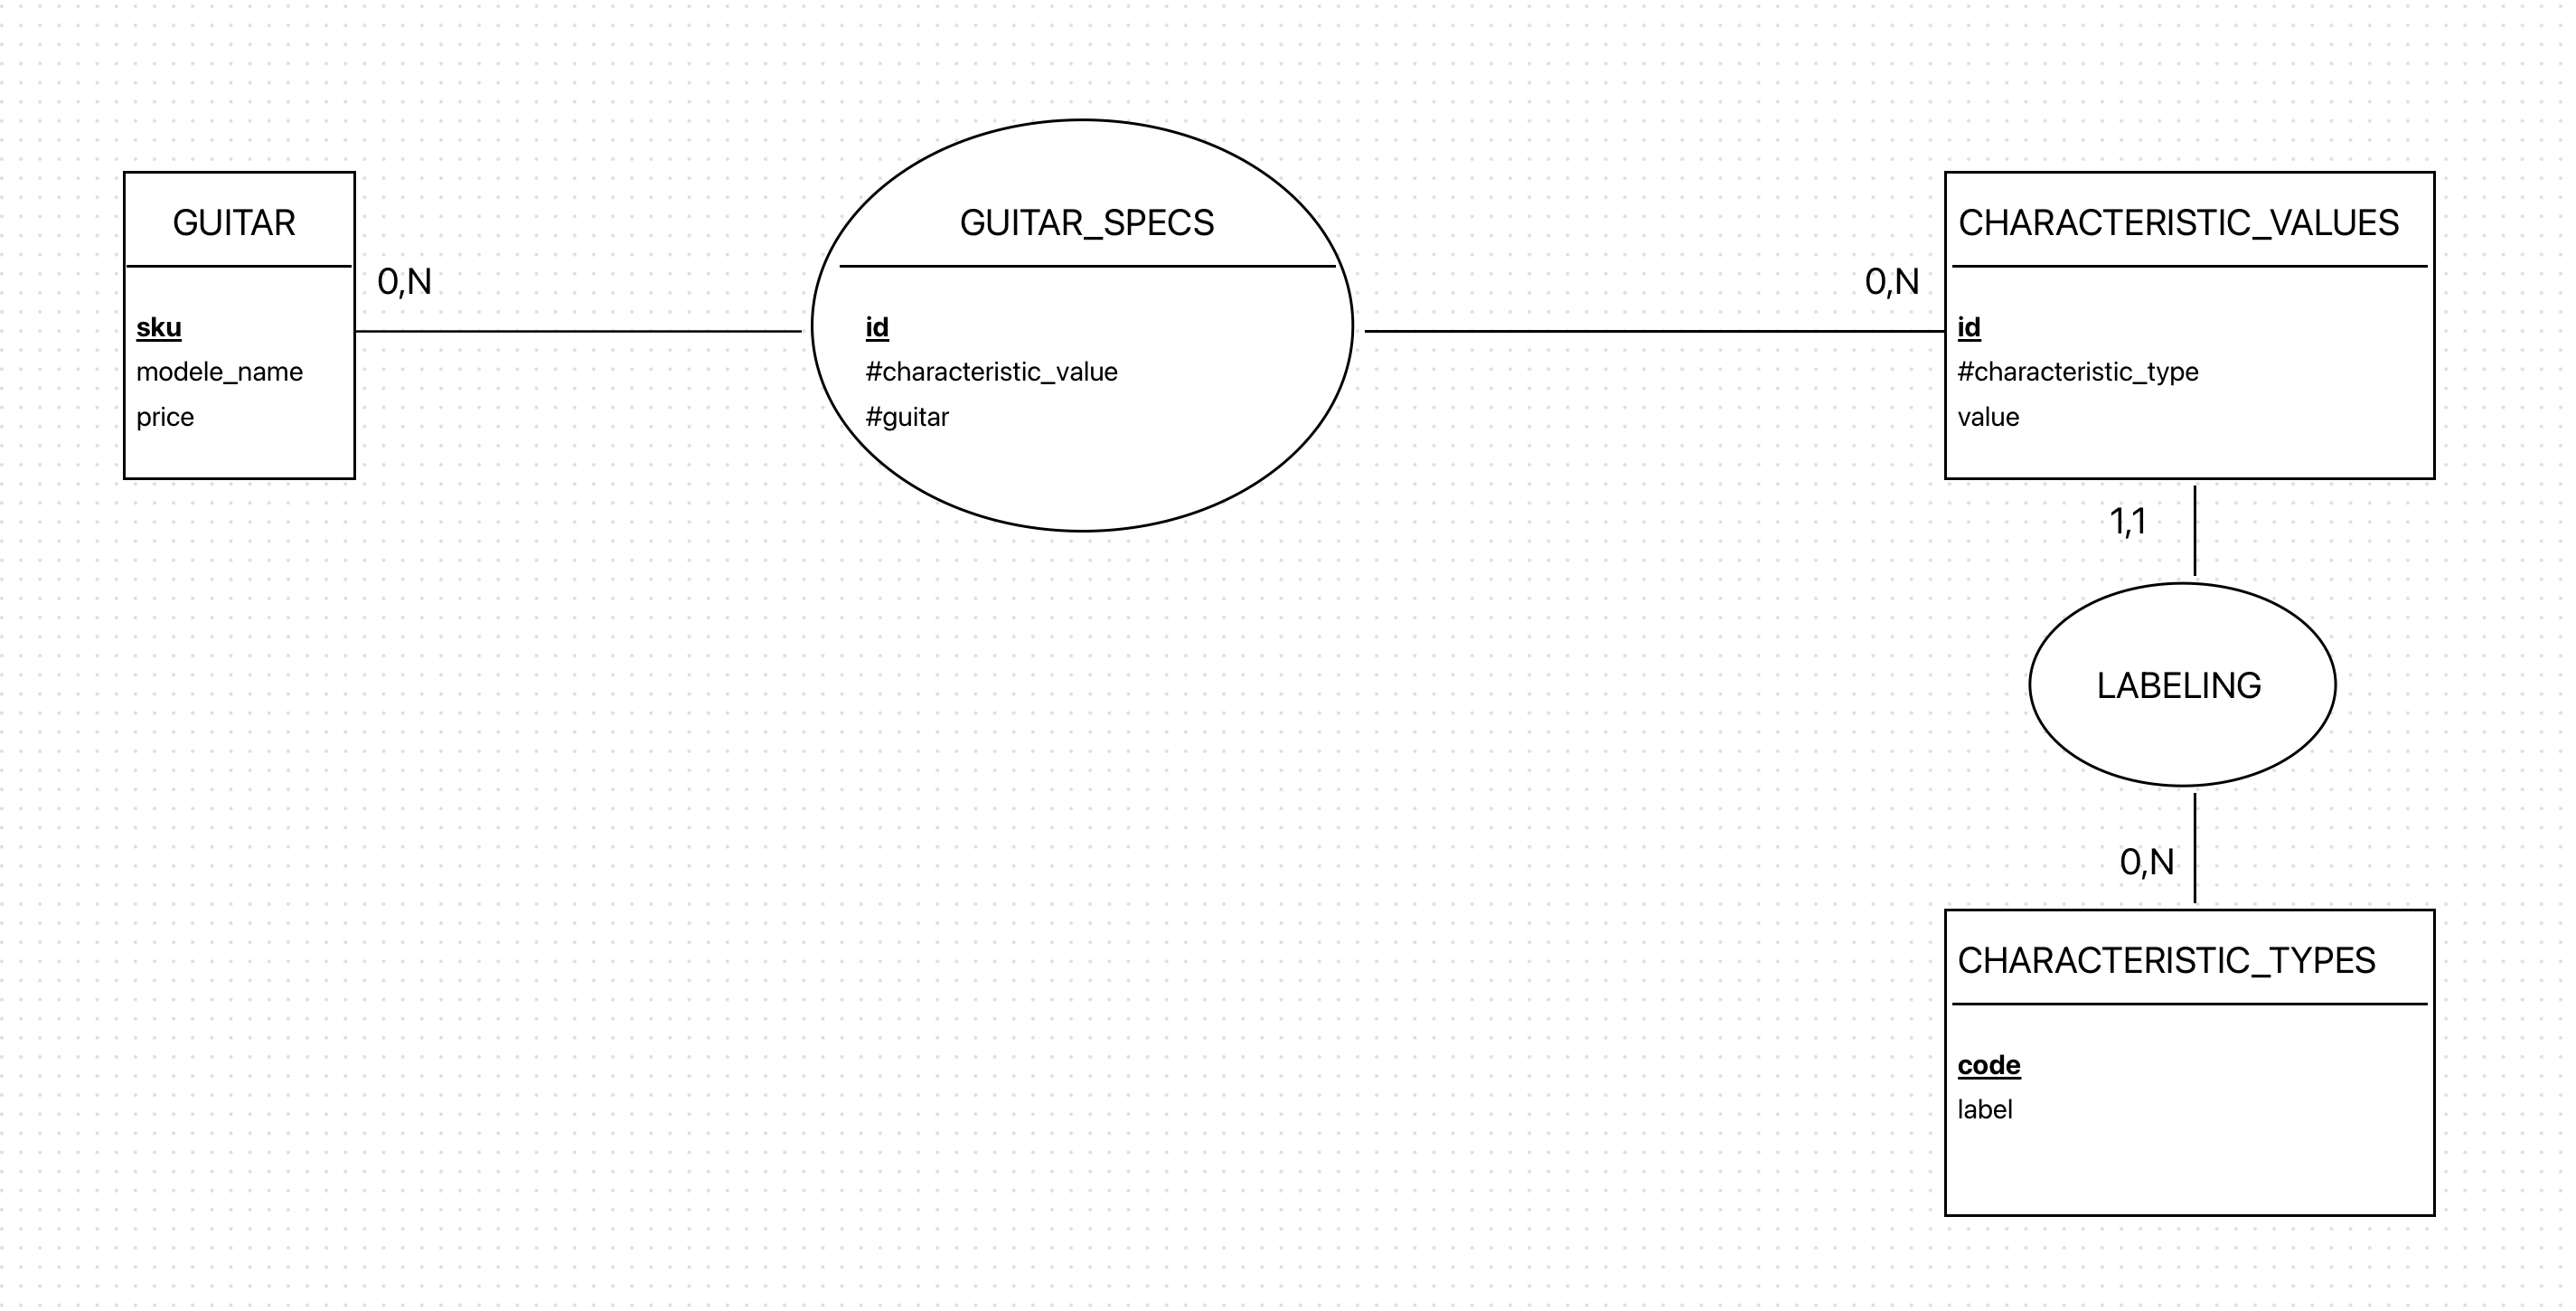 GUITAR
sku
modele_name
price
0,N
GUITAR_SPECS
id
#characteristic_value
#guitar
0,N
CHARACTERISTIC_VALUES
id
#characteristic_type
value
1,1
LABELING
0,N
CHARACTERISTIC_TYPES
code
label